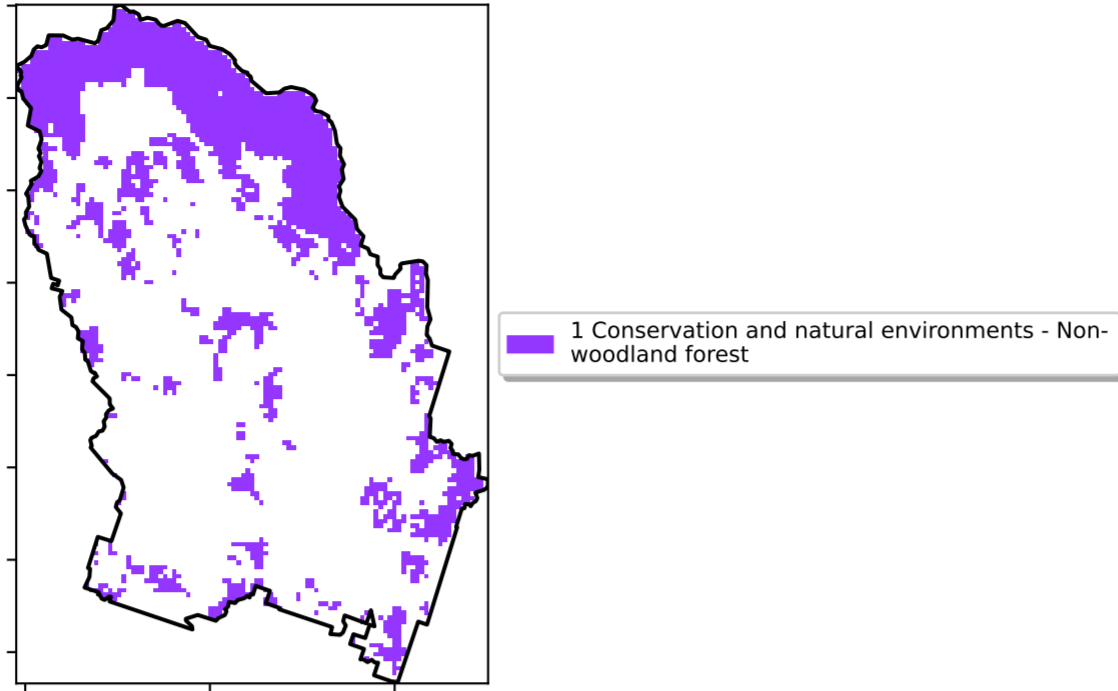 1 Conservation and natural environments - Non-
woodland forest